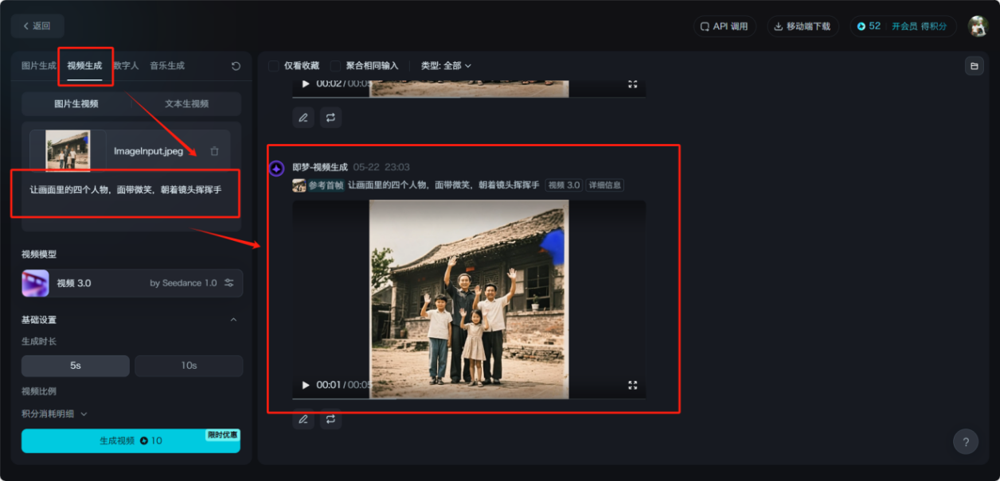 返回
API 调用
移动端下载
52 开会员 得积分
图片生成 视频生成 数字人 音乐生成
仅看收藏 聚合相同输入 类型: 全部
00:02 / 00:05
图片生视频 文本生视频
ImageInput.jpeg
让画面里的四个人物，面带微笑，朝着镜头挥挥手
即梦-视频生成 05-22 23:03
参考首帧 让画面里的四个人物，面带微笑，朝着镜头挥挥手 视频 3.0 详细信息
视频模型
视频 3.0 by Seedance 1.0
基础设置
生成时长
5s 10s
视频比例
积分消耗明细
限时优惠
生成视频 10
00:01 / 00:05
?